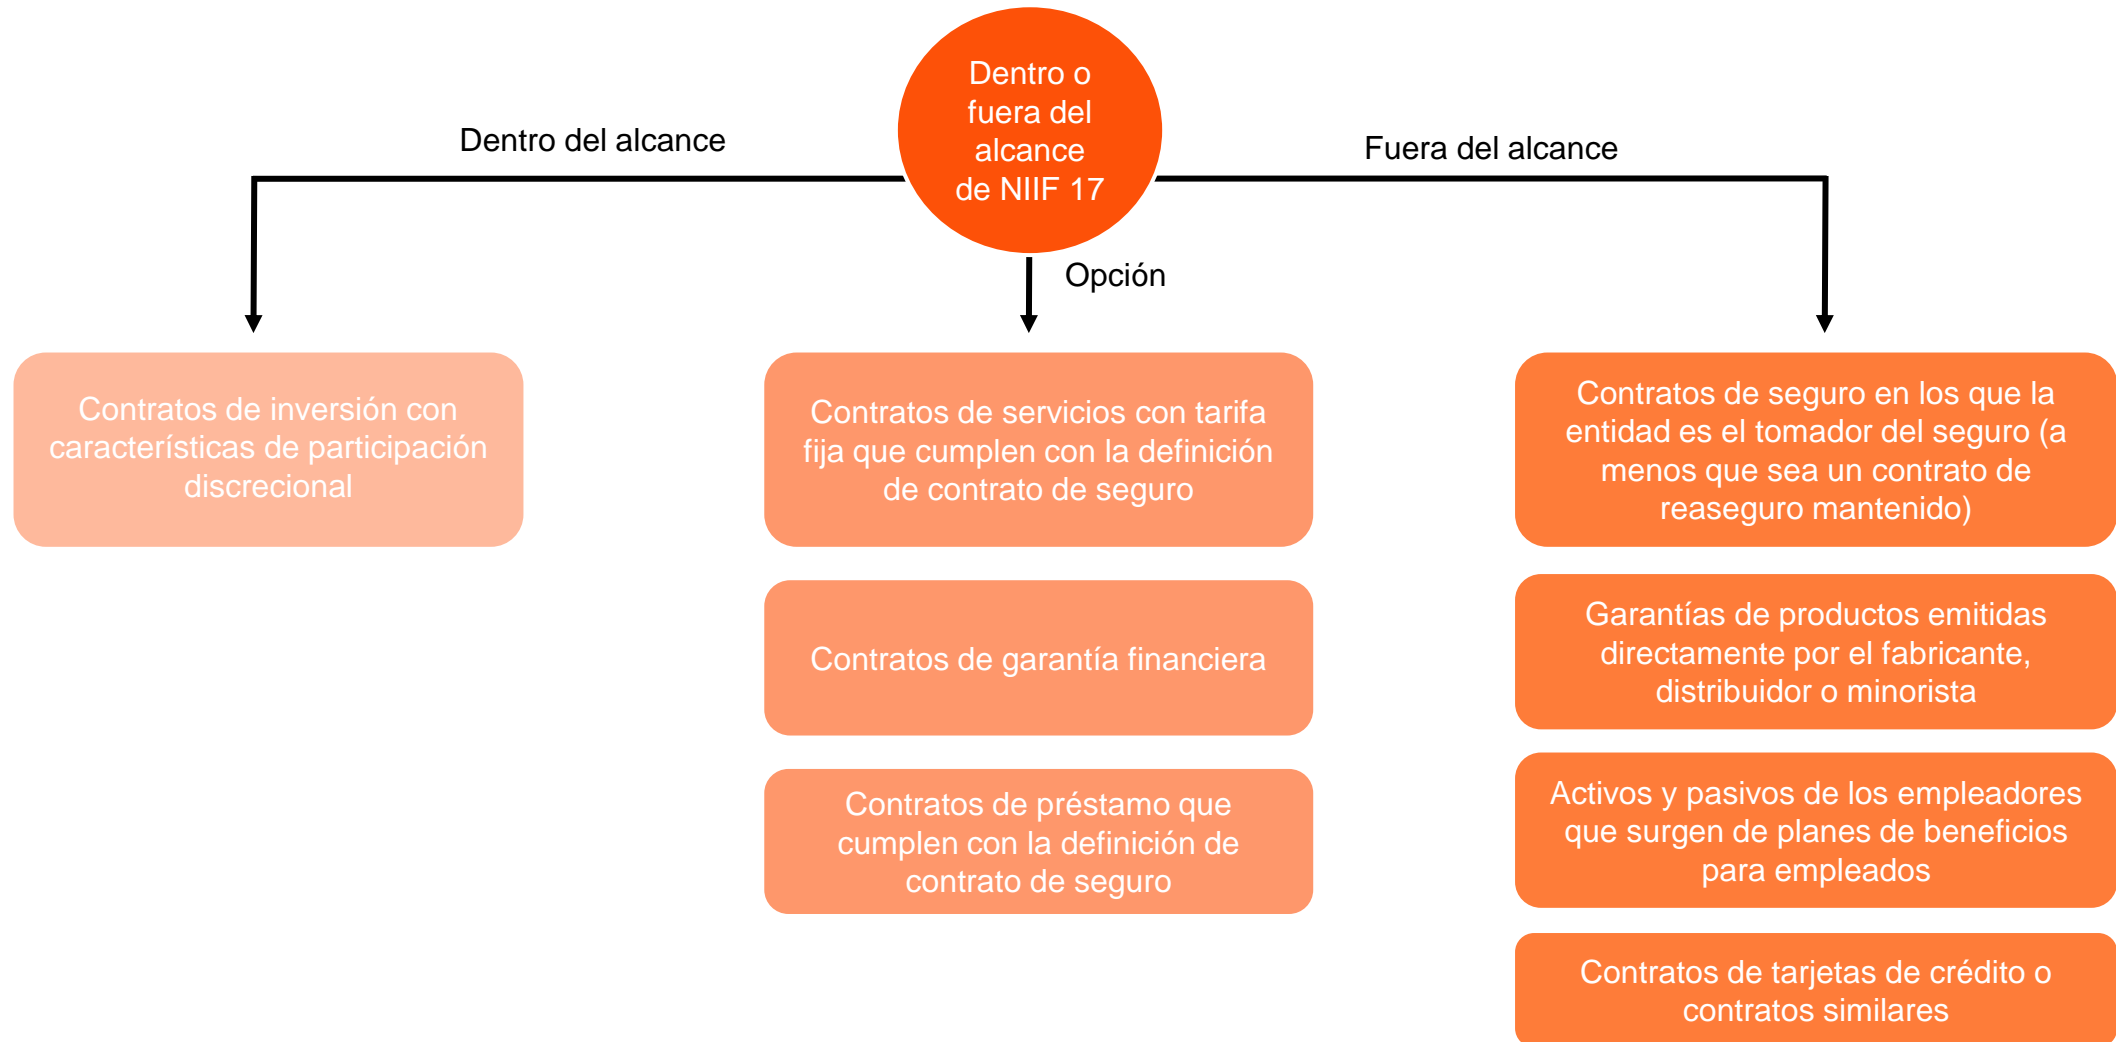 Dentro o
fuera del
alcance
de NIIF 17
Dentro del alcance
Fuera del alcance
Opción
Contratos de inversión con
características de participación
discrecional
Contratos de servicios con tarifa
fija que cumplen con la definición
de contrato de seguro
Contratos de garantía financiera
Contratos de préstamo que
cumplen con la definición de
contrato de seguro
Contratos de seguro en los que la
entidad es el tomador del seguro (a
menos que sea un contrato de
reaseguro mantenido)
Garantías de productos emitidas
directamente por el fabricante,
distribuidor o minorista
Activos y pasivos de los empleadores
que surgen de planes de beneficios
para empleados
Contratos de tarjetas de crédito o
contratos similares